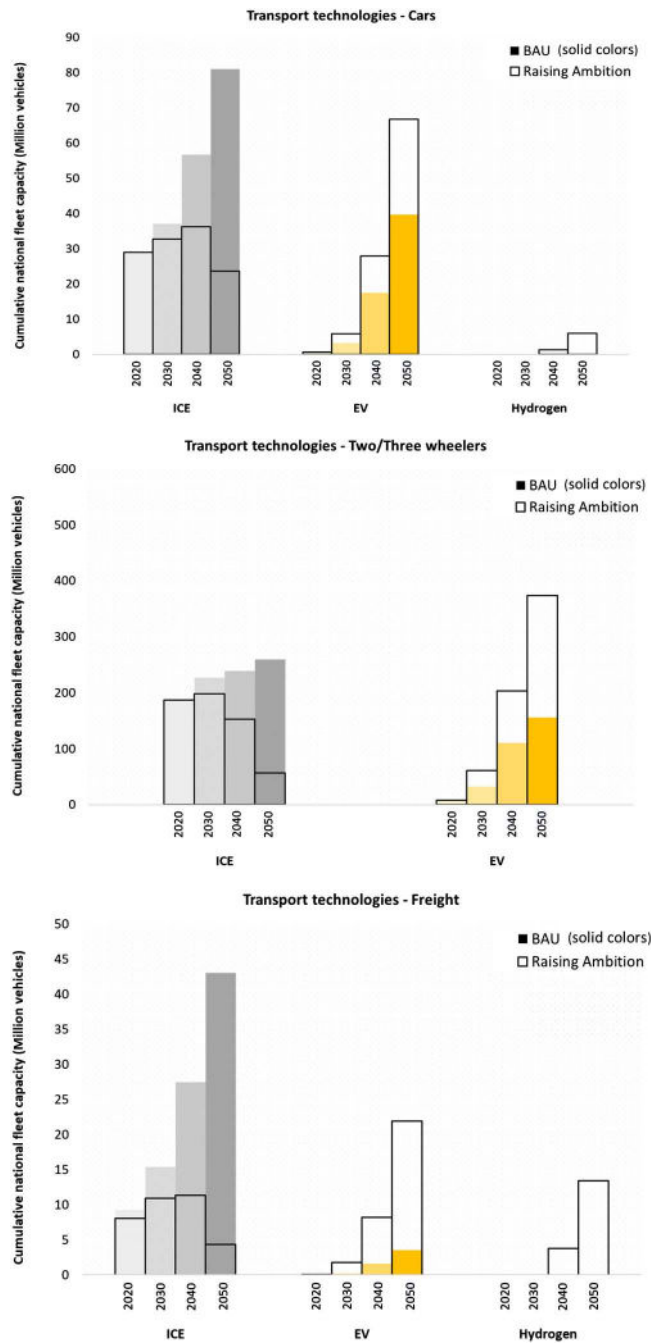 Transport technologies - Cars
Cumulative national fleet capacity (Million vehicles)
90
80
70
60
50
40
30
20
10
0
BAU (solid colors)
Raising Ambition
2020 2030 2040 2050 2020 2030 2040 2050 2020 2030 2040 2050
ICE EV Hydrogen
Transport technologies - Two/Three wheelers
Cumulative national fleet capacity (Million vehicles)
600
500
400
300
200
100
0
BAU (solid colors)
Raising Ambition
2020 2030 2040 2050 2020 2030 2040 2050
ICE EV
Transport technologies - Freight
Cumulative national fleet capacity (Million vehicles)
50
45
40
35
30
25
20
15
10
5
0
BAU (solid colors)
Raising Ambition
2020 2030 2040 2050 2020 2030 2040 2050 2020 2030 2040 2050
ICE EV Hydrogen